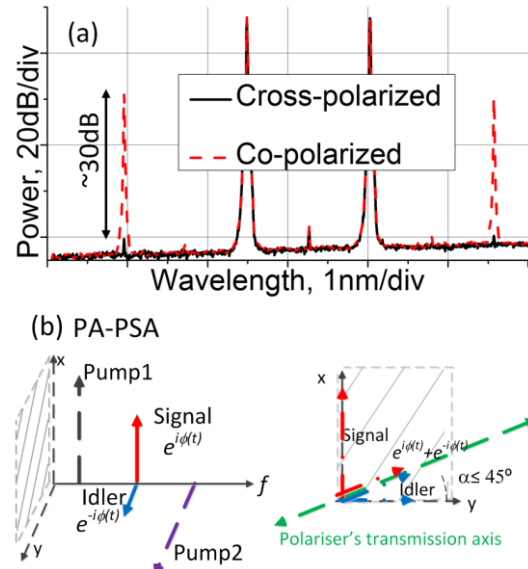 (a)
Cross-polarized
Co-polarized
~30dB
Power, 20dB/div
Wavelength, 1nm/div
(b) PA-PSA
x
Pump1
Signal
e^{iϕ(t)}
f
Idler
e^{-iϕ(t)}
y
Pump2
x
Signal
e^{iϕ(t)}+e^{-iϕ(t)}
Idler
α≤ 45°
y
Polariser's transmission axis